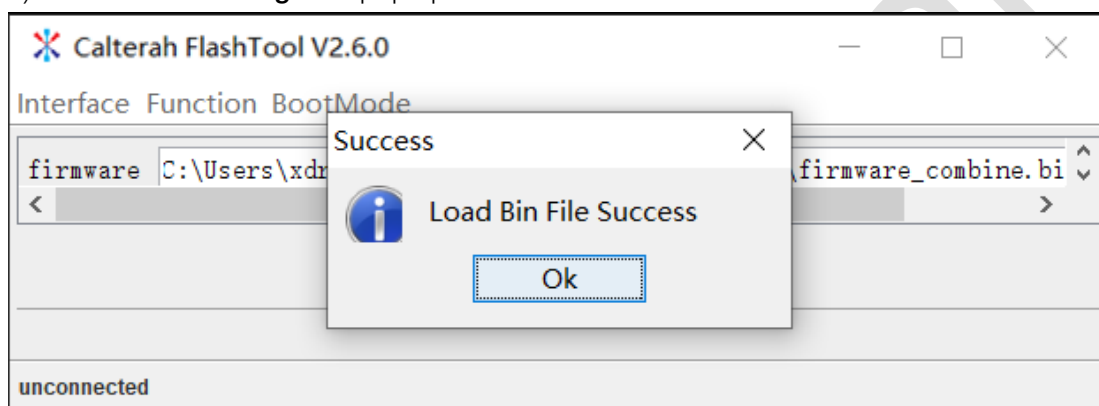 Calterah FlashTool V2.6.0
Interface Function BootMode
Success
firmware C:\Users\xdr \firmware_combine.bi
Load Bin File Success
Ok
unconnected